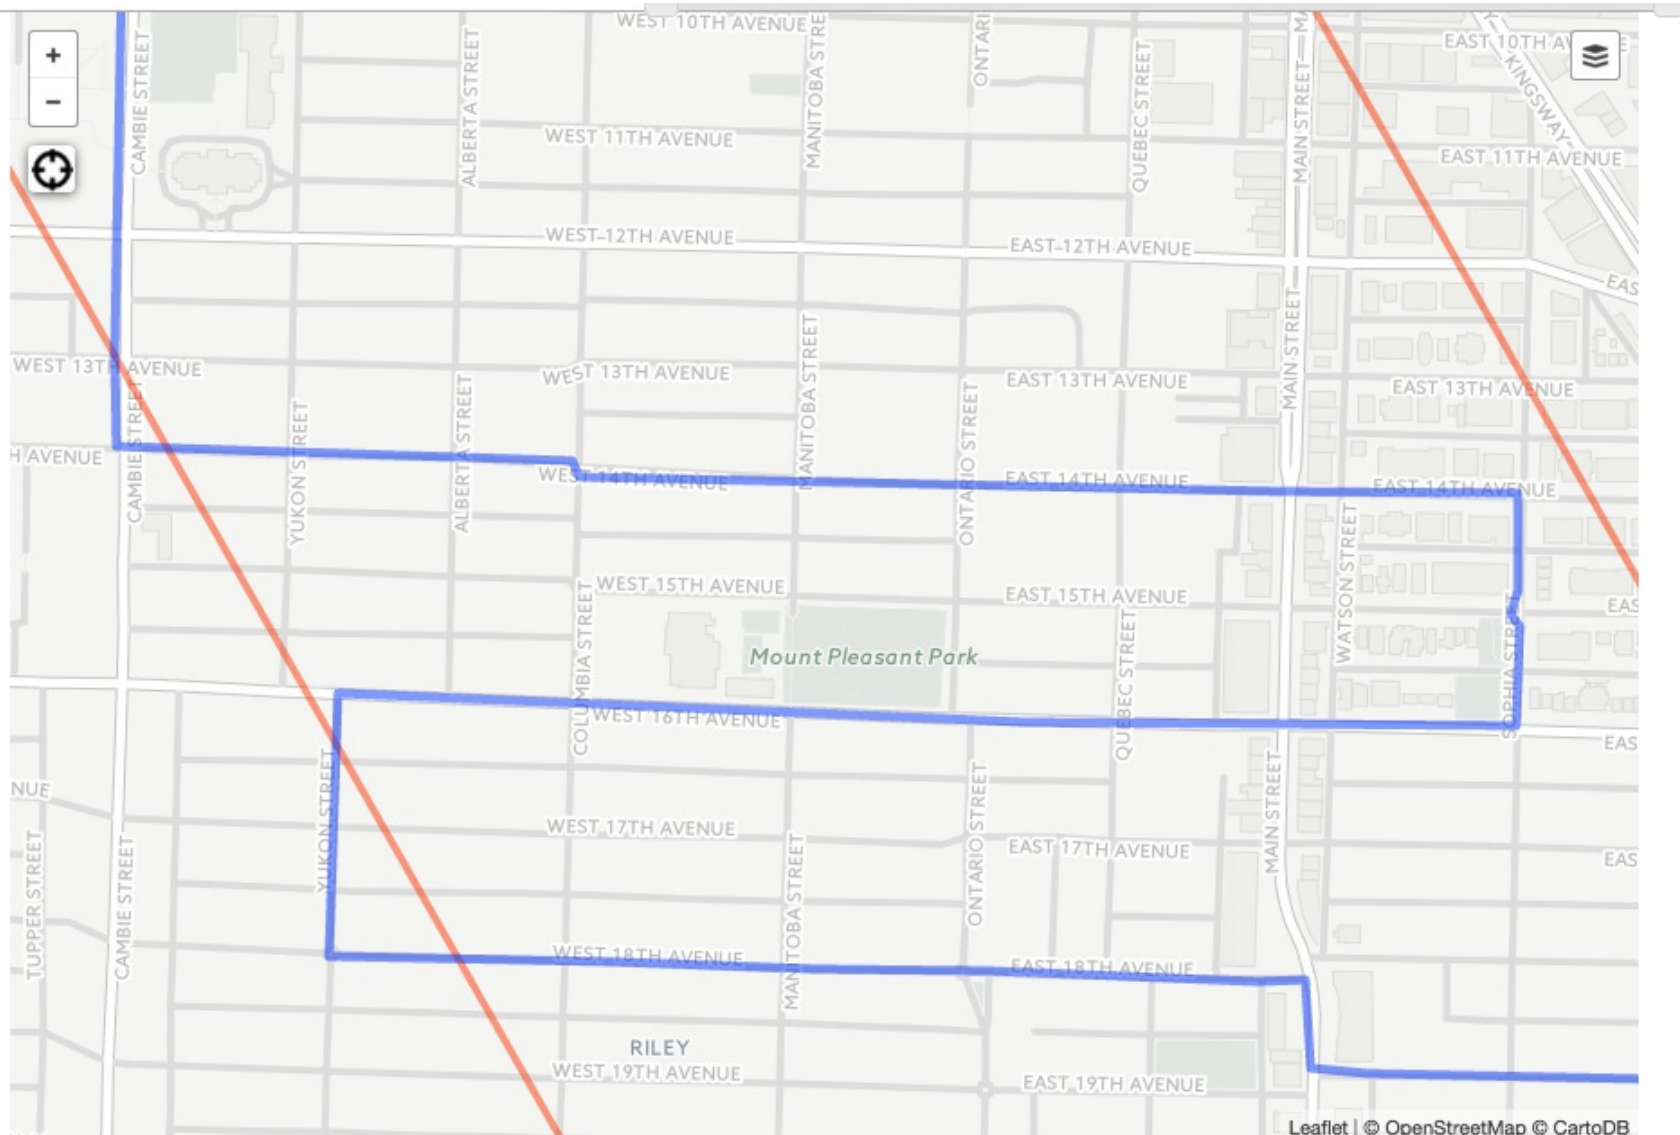 WEST 10TH AVENUE
EAST 10TH AV
+
−
CAMBIE STREET
ALBERTA STREET
MANITOBA STRE
ONTARI
QUEBEC STREET
MAIN STREET
MA
KINGSWAY
WEST 11TH AVENUE
EAST 11TH AVENUE
WEST 12TH AVENUE
EAST 12TH AVENUE
EAS
WEST 13TH AVENUE
WEST 13TH AVENUE
EAST 13TH AVENUE
EAST 13TH AVENUE
MANITOBA STREET
MAIN STREET
CAMBIE STREET
YUKON STREET
ALBERTA STREET
ONTARIO STREET
H AVENUE
WEST 14TH AVENUE
EAST 14TH AVENUE
EAST 14TH AVENUE
WATSON STREET
WEST 15TH AVENUE
EAST 15TH AVENUE
EAS
COLUMBIA STREET
Mount Pleasant Park
QUEBEC STREET
SOPHIA STREET
WEST 16TH AVENUE
EAS
NUE
YUKON STREET
ONTARIO STREET
MAIN STREET
WEST 17TH AVENUE
EAST 17TH AVENUE
EAS
TUPPER STREET
CAMBIE STREET
MANITOBA STREET
WEST 18TH AVENUE
EAST 18TH AVENUE
RILEY
WEST 19TH AVENUE
EAST 19TH AVENUE
Leaflet | © OpenStreetMap © CartoDB